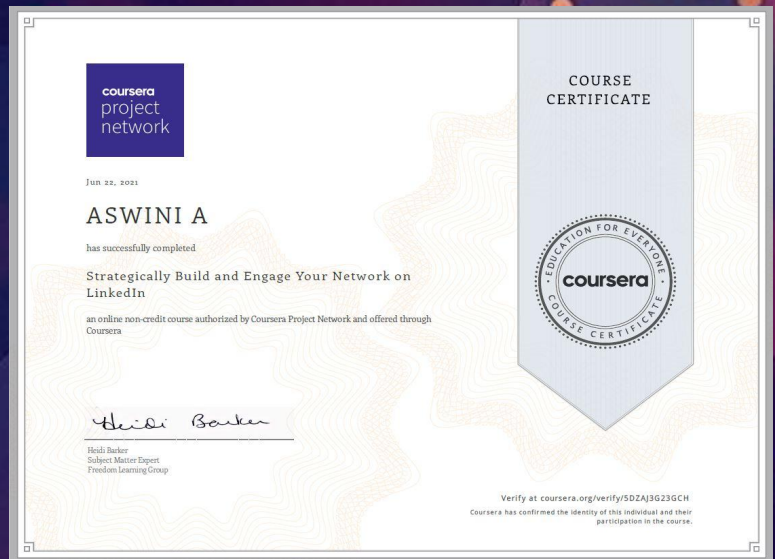 coursera
project
network
Jun 22, 2021
ASWINI A
has successfully completed
Strategically Build and Engage Your Network on
LinkedIn
an online non-credit course authorized by Coursera Project Network and offered through
Coursera
Heidi Barker
Heidi Barker
Subject Matter Expert
Freedom Learning Group
COURSE
CERTIFICATE
EDUCATION FOR EVERYONE
coursera
COURSE CERTIFICATE
Verify at coursera.org/verify/5DZAJ3G23GCH
Coursera has confirmed the identity of this individual and their
participation in the course.